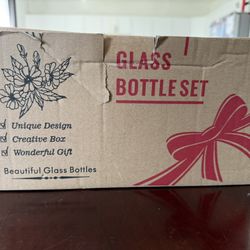 GLASS
BOTTLE SET
Unique Design
Creative Box
Wonderful Gift
Beautiful Glass Bottles